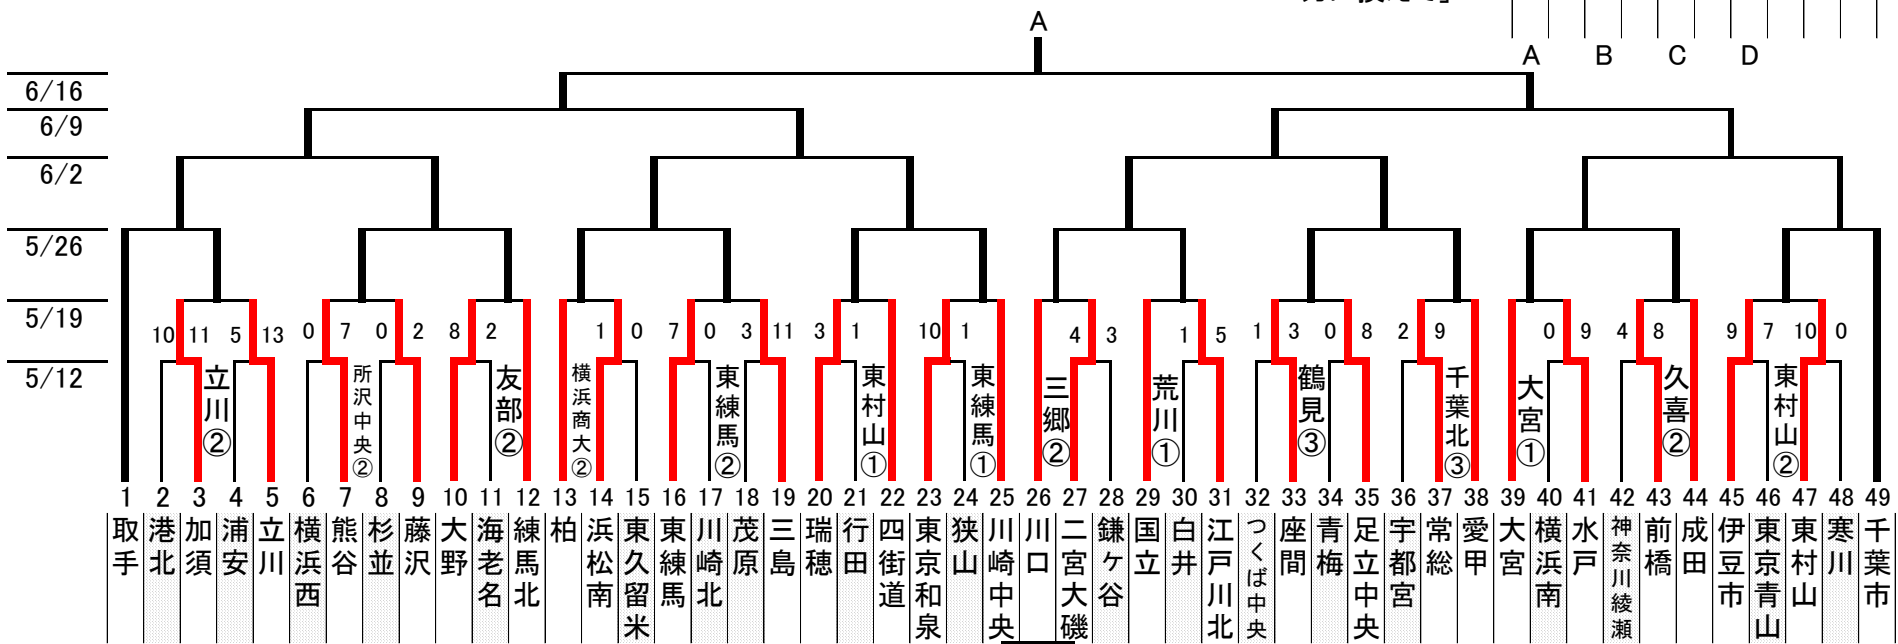 A
A B C D
6/16
6/9
6/2
5/26
5/19
5/12
10 11 5 13 0 7 0 2 8 2 1 0 7 0 3 11 3 1 10 1 4 3 1 5 1 3 0 8 2 9 0 9 4 8 9 7 10 0
立川②
所沢中央②
友部②
横浜商大②
東練馬②
東村山①
東練馬①
三郷②
荒川①
鶴見③
千葉北③
大宮①
久喜②
東村山②
1 取手
2 港北
3 加須
4 浦安
5 立川
6 横浜西
7 熊谷
8 杉並
9 藤沢
10 大野
11 海老名
12 練馬北
13 柏
14 浜松南
15 東久留米
16 東練馬
17 川崎北
18 茂原
19 三島
20 瑞穂
21 行田
22 四街道
23 東京和泉
24 狭山
25 川崎中央
26 川口
27 二宮大磯
28 鎌ヶ谷
29 国立
30 白井
31 江戸川北
32 つくば中央
33 座間
34 青梅
35 足立中央
36 宇都宮
37 常総
38 愛甲
39 大宮
40 横浜南
41 水戸
42 神奈川綾瀬
43 前橋
44 成田
45 伊豆市
46 東京青山
47 東村山
48 寒川
49 千葉市